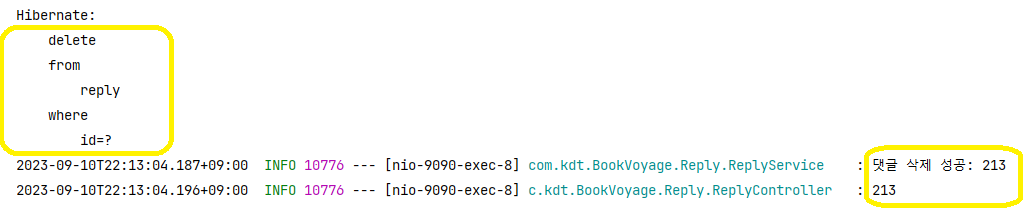 Hibernate:
delete
from
reply
where
id=?
2023-09-10T22:13:04.187+09:00 INFO 10776 --- [nio-9090-exec-8] com.kdt.BookVoyage.Reply.ReplyService : 댓글 삭제 성공: 213
2023-09-10T22:13:04.196+09:00 INFO 10776 --- [nio-9090-exec-8] c.kdt.BookVoyage.Reply.ReplyController : 213